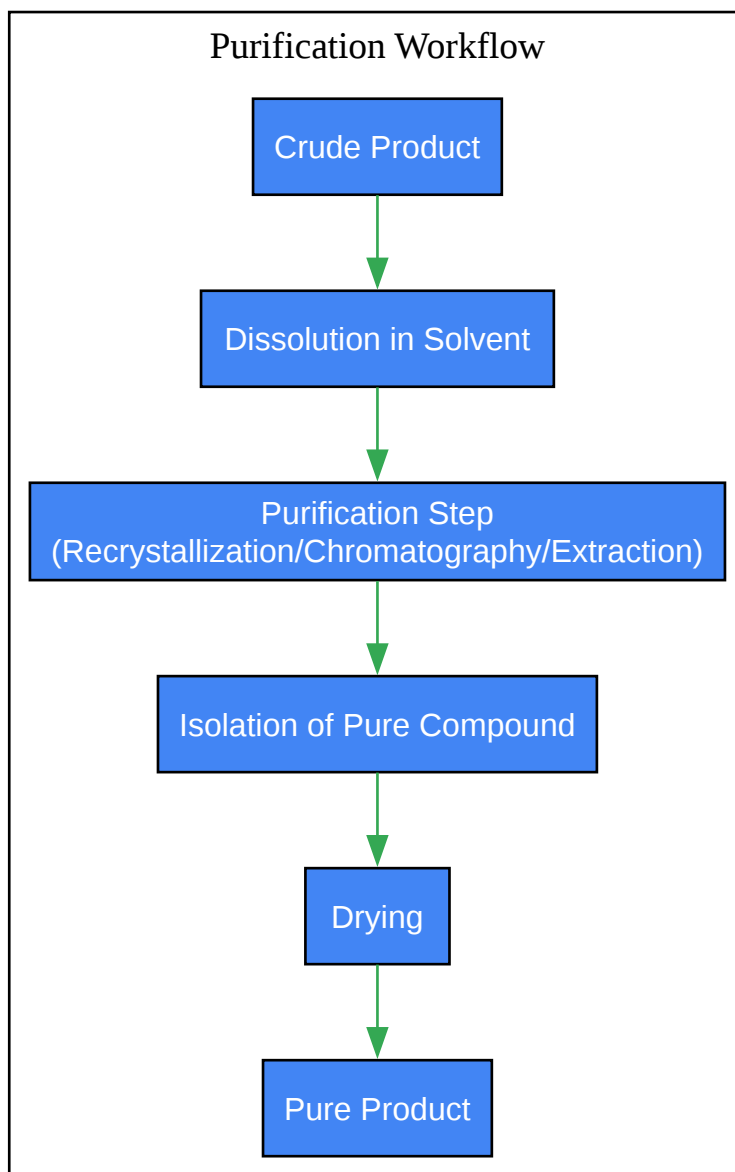 Purification Workflow
Crude Product
Dissolution in Solvent
Purification Step
(Recrystallization/Chromatography/Extraction)
Isolation of Pure Compound
Drying
Pure Product